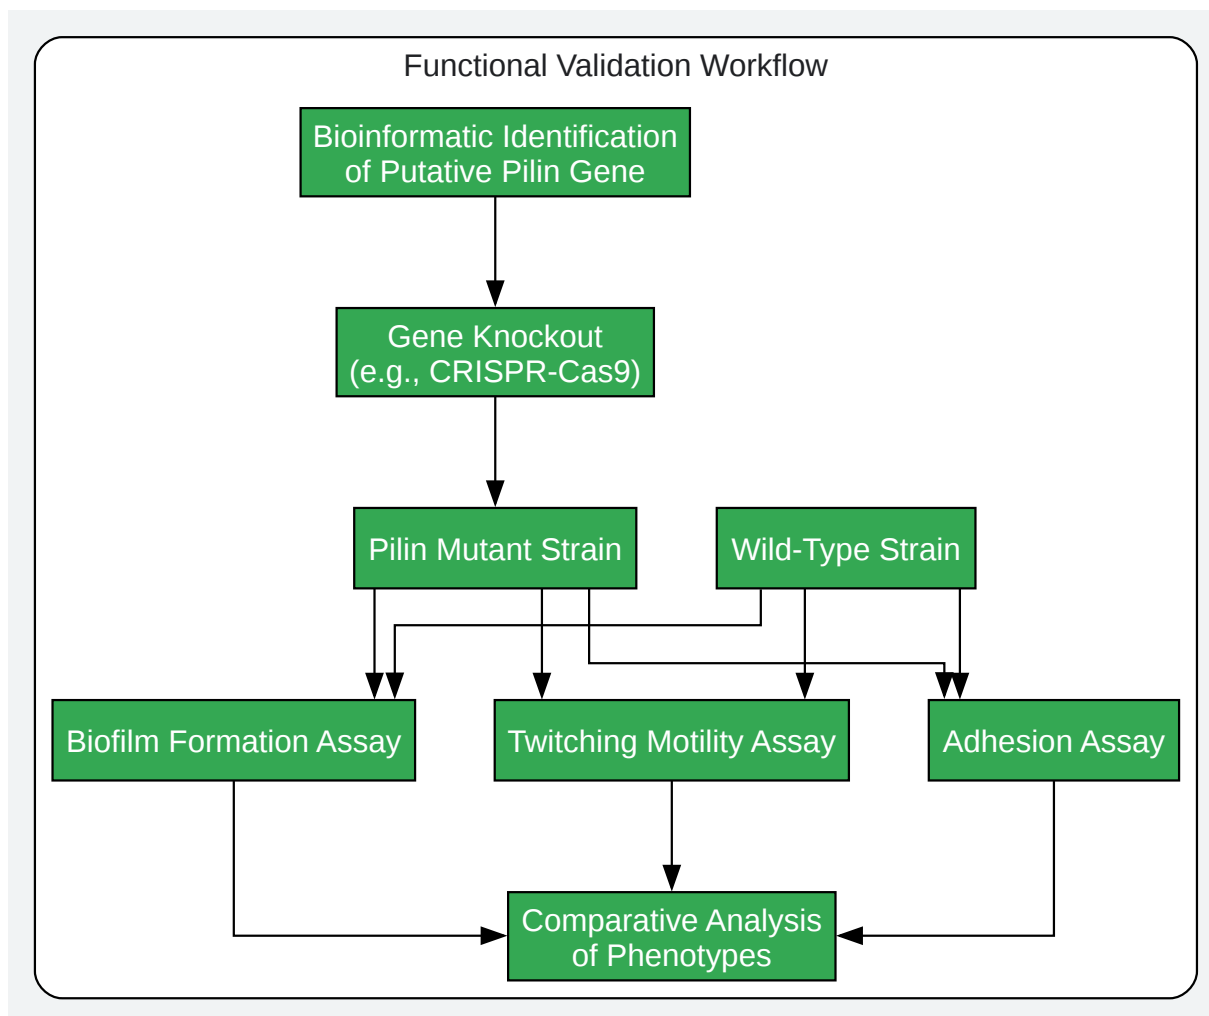 Functional Validation Workflow
Bioinformatic Identification
of Putative Pilin Gene
Gene Knockout
(e.g., CRISPR-Cas9)
Pilin Mutant Strain
Wild-Type Strain
Biofilm Formation Assay
Twitching Motility Assay
Adhesion Assay
Comparative Analysis
of Phenotypes